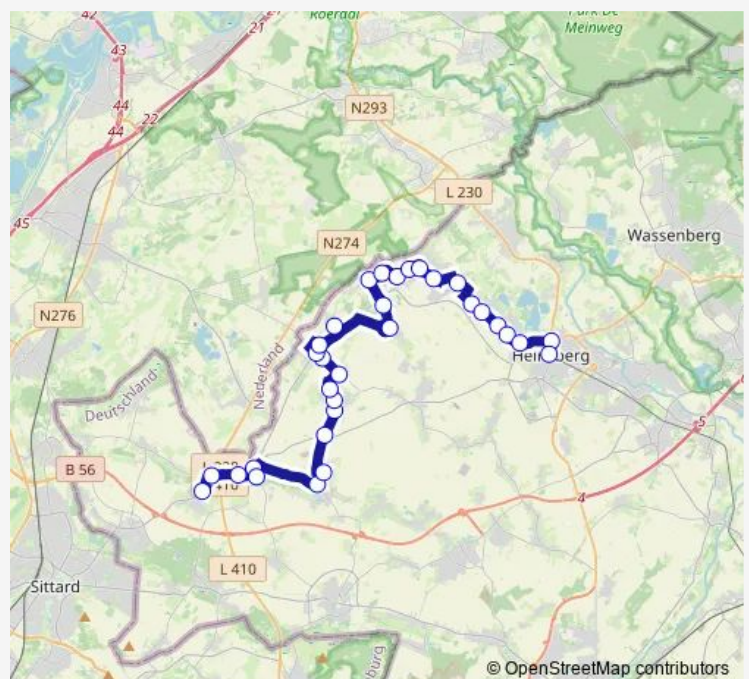 42
43
44
22
44
45
21
Roerdal
Park De
Meinweg
N293
L 230
N274
Wassenberg
N276
Nederland
Deutschland
5
B 56
4
L 410
Sittard
© OpenStreetMap contributors